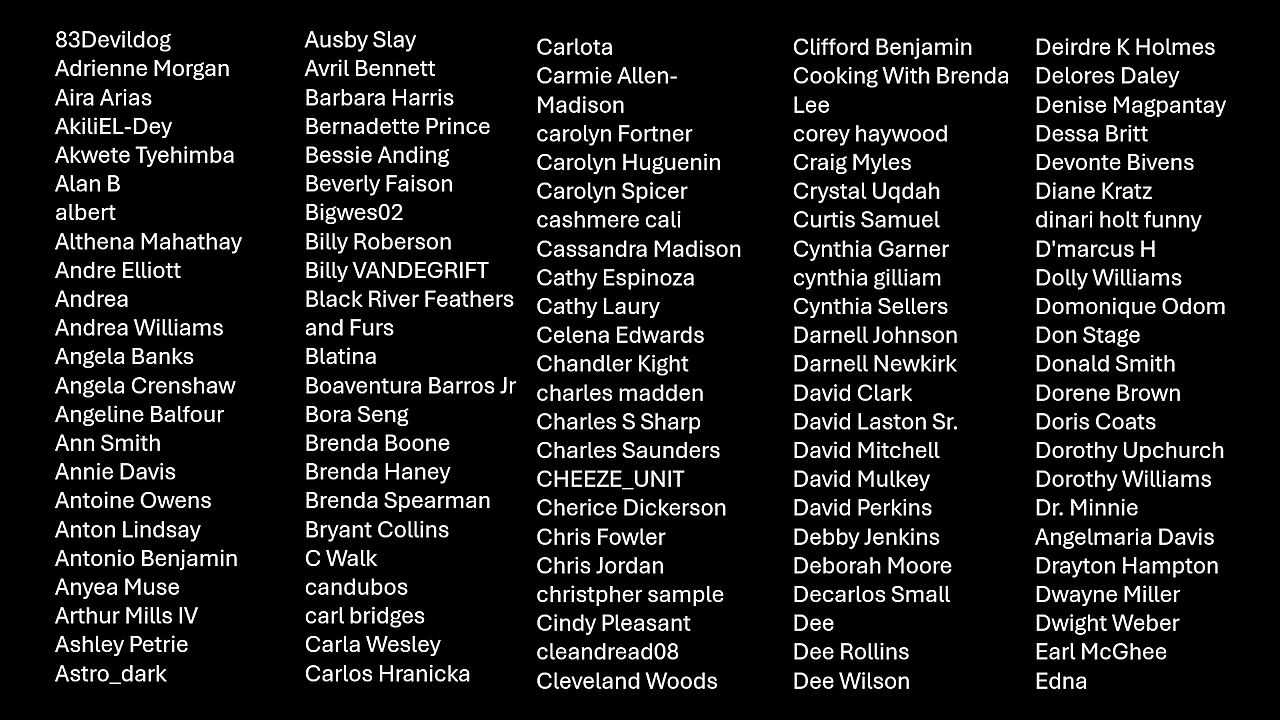 83Devildog
Adrienne Morgan
Aira Arias
AkiliEL-Dey
Akwete Tyehimba
Alan B
albert
Althena Mahathay
Andre Elliott
Andrea
Andrea Williams
Angela Banks
Angela Crenshaw
Angeline Balfour
Ann Smith
Annie Davis
Antoine Owens
Anton Lindsay
Antonio Benjamin
Anyea Muse
Arthur Mills IV
Ashley Petrie
Astro_dark
Ausby Slay
Avril Bennett
Barbara Harris
Bernadette Prince
Bessie Anding
Beverly Faison
Bigwes02
Billy Roberson
Billy VANDEGRIFT
Black River Feathers
and Furs
Blatina
Boaventura Barros Jr
Bora Seng
Brenda Boone
Brenda Haney
Brenda Spearman
Bryant Collins
C Walk
candubos
carl bridges
Carla Wesley
Carlos Hranicka
Carlota
Carmie Allen-
Madison
carolyn Fortner
Carolyn Huguenin
Carolyn Spicer
cashmere cali
Cassandra Madison
Cathy Espinoza
Cathy Laury
Celena Edwards
Chandler Kight
charles madden
Charles S Sharp
Charles Saunders
CHEEZE_UNIT
Cherice Dickerson
Chris Fowler
Chris Jordan
christpher sample
Cindy Pleasant
cleandread08
Cleveland Woods
Clifford Benjamin
Cooking With Brenda
Lee
corey haywood
Craig Myles
Crystal Uqdah
Curtis Samuel
Cynthia Garner
cynthia gilliam
Cynthia Sellers
Darnell Johnson
Darnell Newkirk
David Clark
David Laston Sr.
David Mitchell
David Mulkey
David Perkins
Debby Jenkins
Deborah Moore
Decarlos Small
Dee
Dee Rollins
Dee Wilson
Deirdre K Holmes
Delores Daley
Denise Magpantay
Dessa Britt
Devonte Bivens
Diane Kratz
dinari holt funny
D'marcus H
Dolly Williams
Domonique Odom
Don Stage
Donald Smith
Dorene Brown
Doris Coats
Dorothy Upchurch
Dorothy Williams
Dr. Minnie
Angelmaria Davis
Drayton Hampton
Dwayne Miller
Dwight Weber
Earl McGhee
Edna